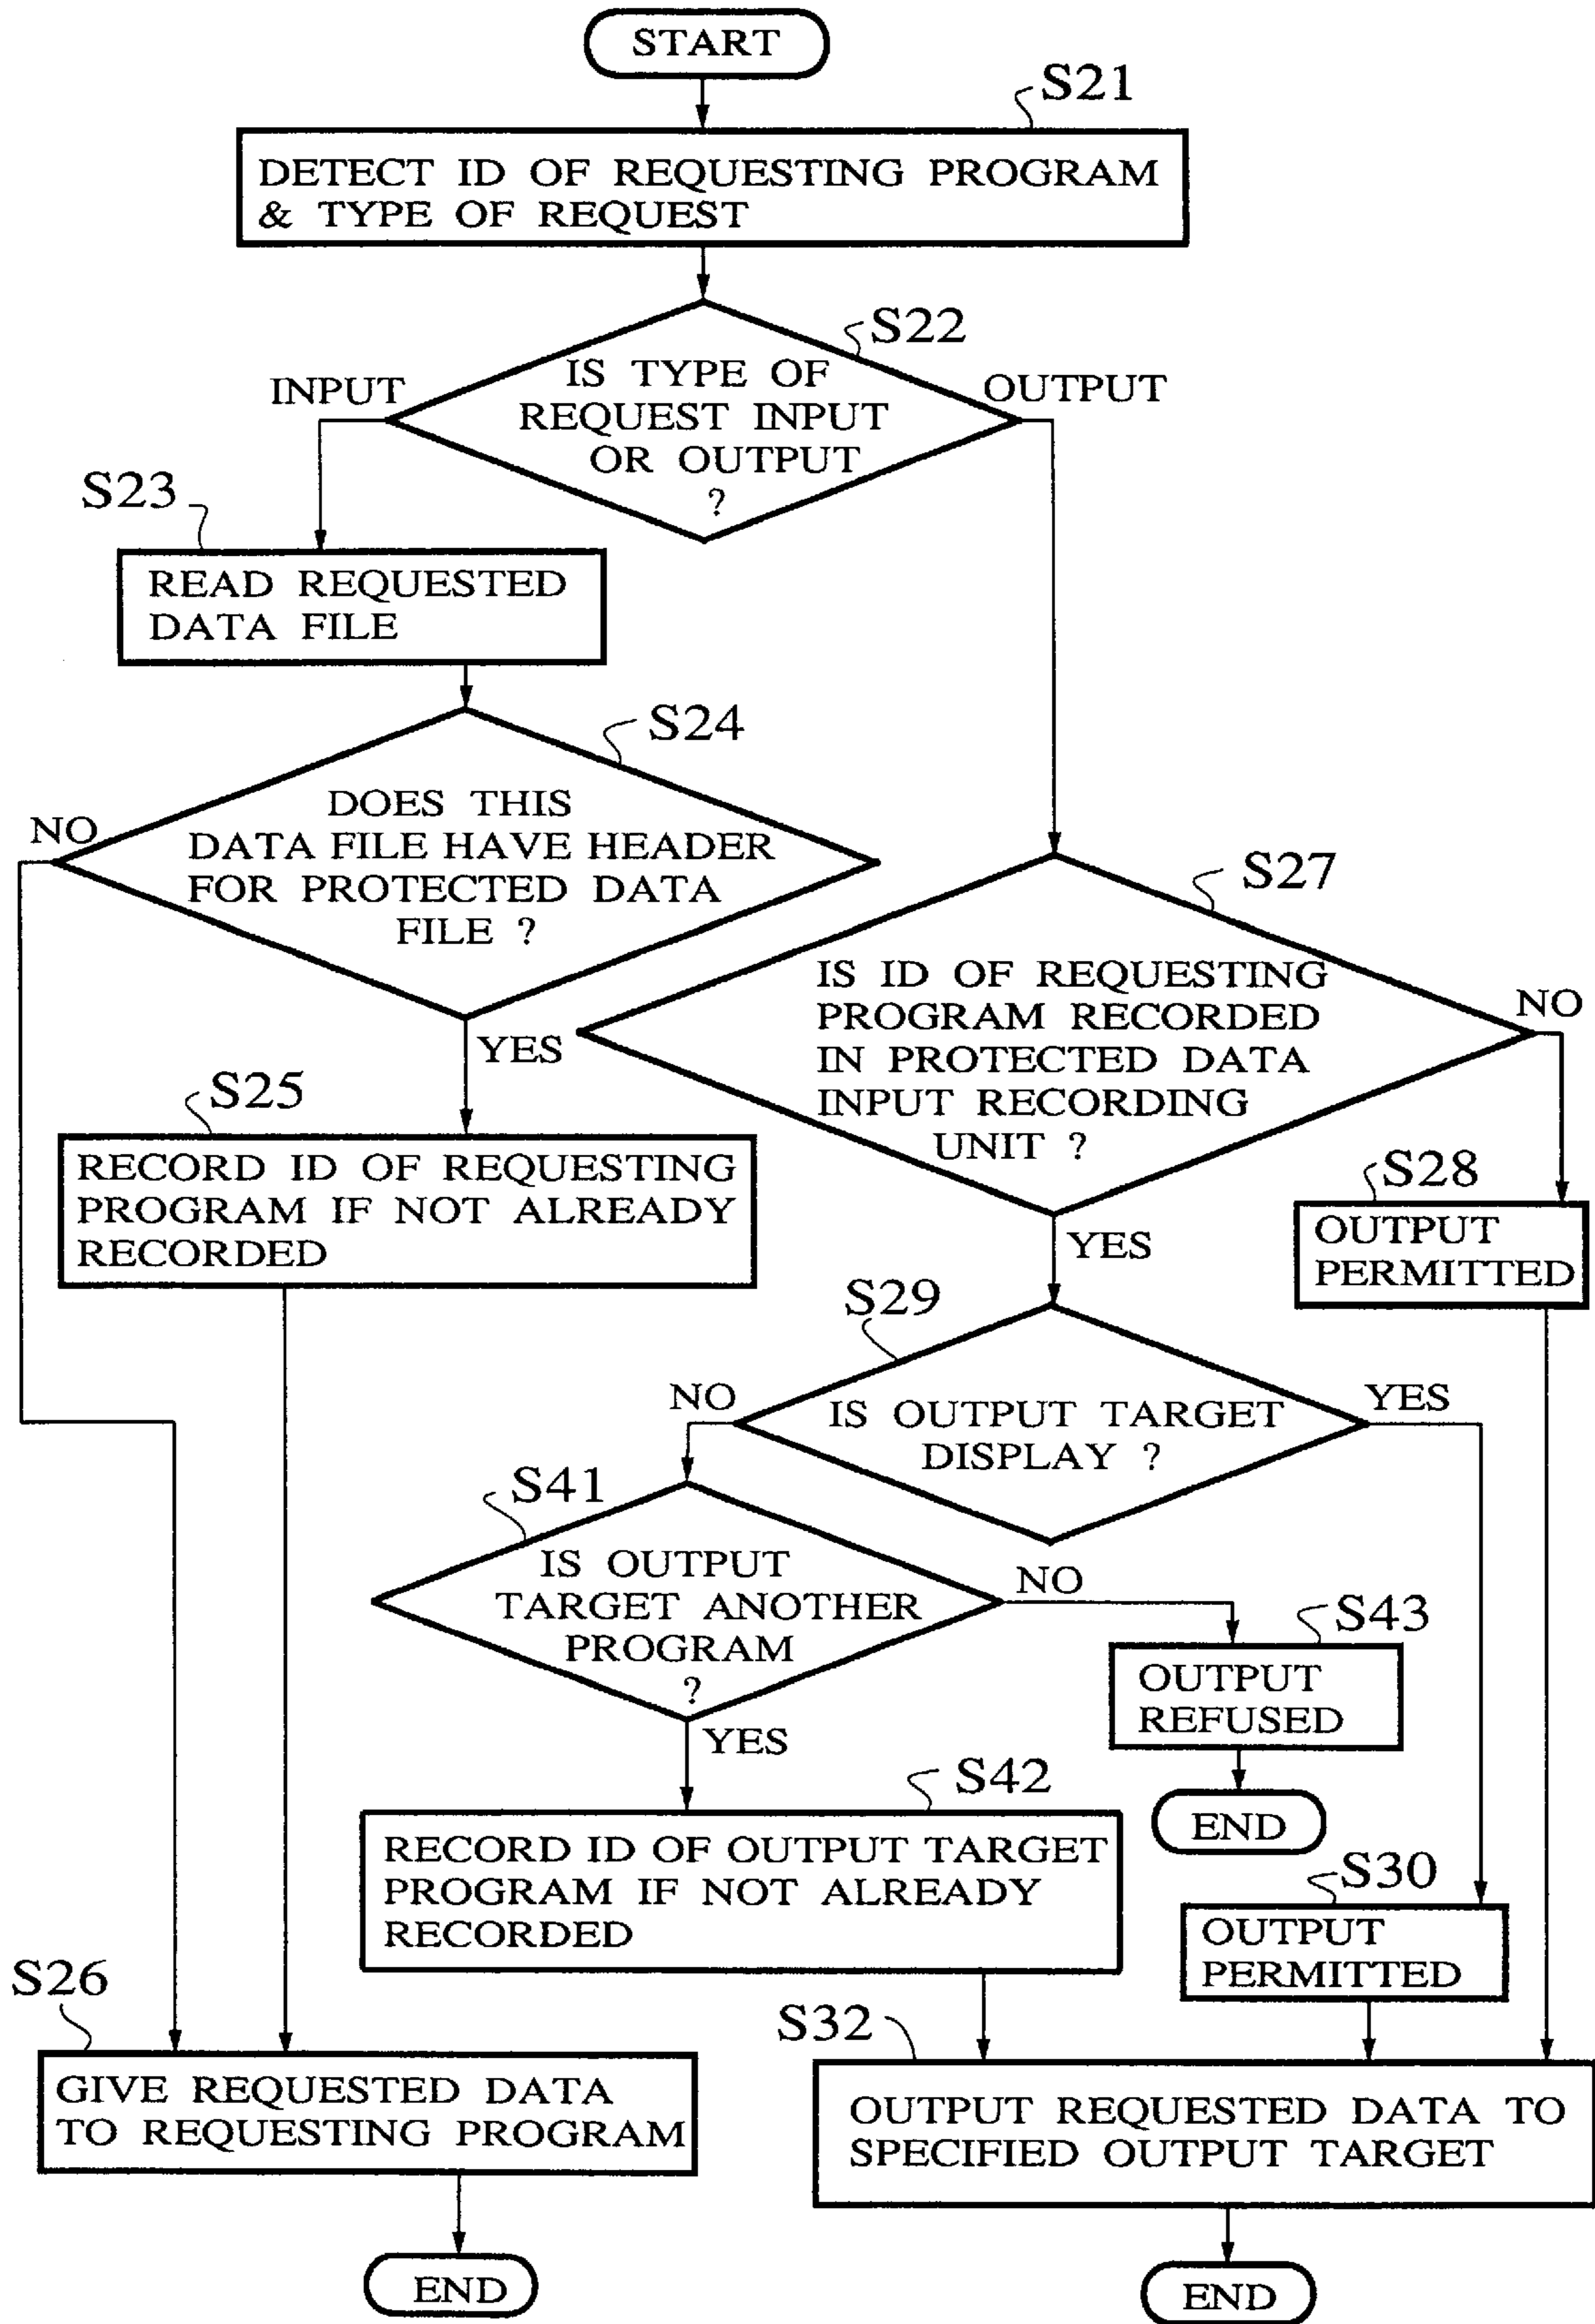 START
S21
DETECT ID OF REQUESTING PROGRAM
& TYPE OF REQUEST
S22
IS TYPE OF
REQUEST INPUT
OR OUTPUT
?
INPUT
OUTPUT
S23
READ REQUESTED
DATA FILE
S24
DOES THIS
DATA FILE HAVE HEADER
FOR PROTECTED DATA
FILE ?
NO
YES
S25
RECORD ID OF REQUESTING
PROGRAM IF NOT ALREADY
RECORDED
S27
IS ID OF REQUESTING
PROGRAM RECORDED
IN PROTECTED DATA
INPUT RECORDING
UNIT ?
NO
YES
S28
OUTPUT
PERMITTED
S29
IS OUTPUT TARGET
DISPLAY ?
NO
YES
S41
IS OUTPUT
TARGET ANOTHER
PROGRAM
?
NO
YES
S43
OUTPUT
REFUSED
END
S42
RECORD ID OF OUTPUT TARGET
PROGRAM IF NOT ALREADY
RECORDED
S30
OUTPUT
PERMITTED
S26
GIVE REQUESTED DATA
TO REQUESTING PROGRAM
END
S32
OUTPUT REQUESTED DATA TO
SPECIFIED OUTPUT TARGET
END